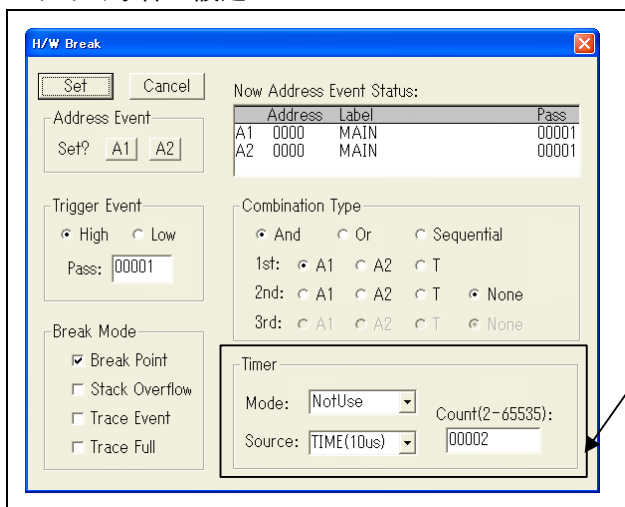 H/W Break
Set Cancel
Address Event
Set? A1 A2
Now Address Event Status:
Address Label Pass
A1 0000 MAIN 00001
A2 0000 MAIN 00001
Trigger Event
High Low
Pass: 00001
Combination Type
And Or Sequential
1st: A1 A2 T
2nd: A1 A2 T None
3rd: A1 A2 T None
Break Mode
Break Point
Stack Overflow
Trace Event
Trace Full
Timer
Mode: NotUse
Source: TIME(10us)
Count(2-65535):
00002